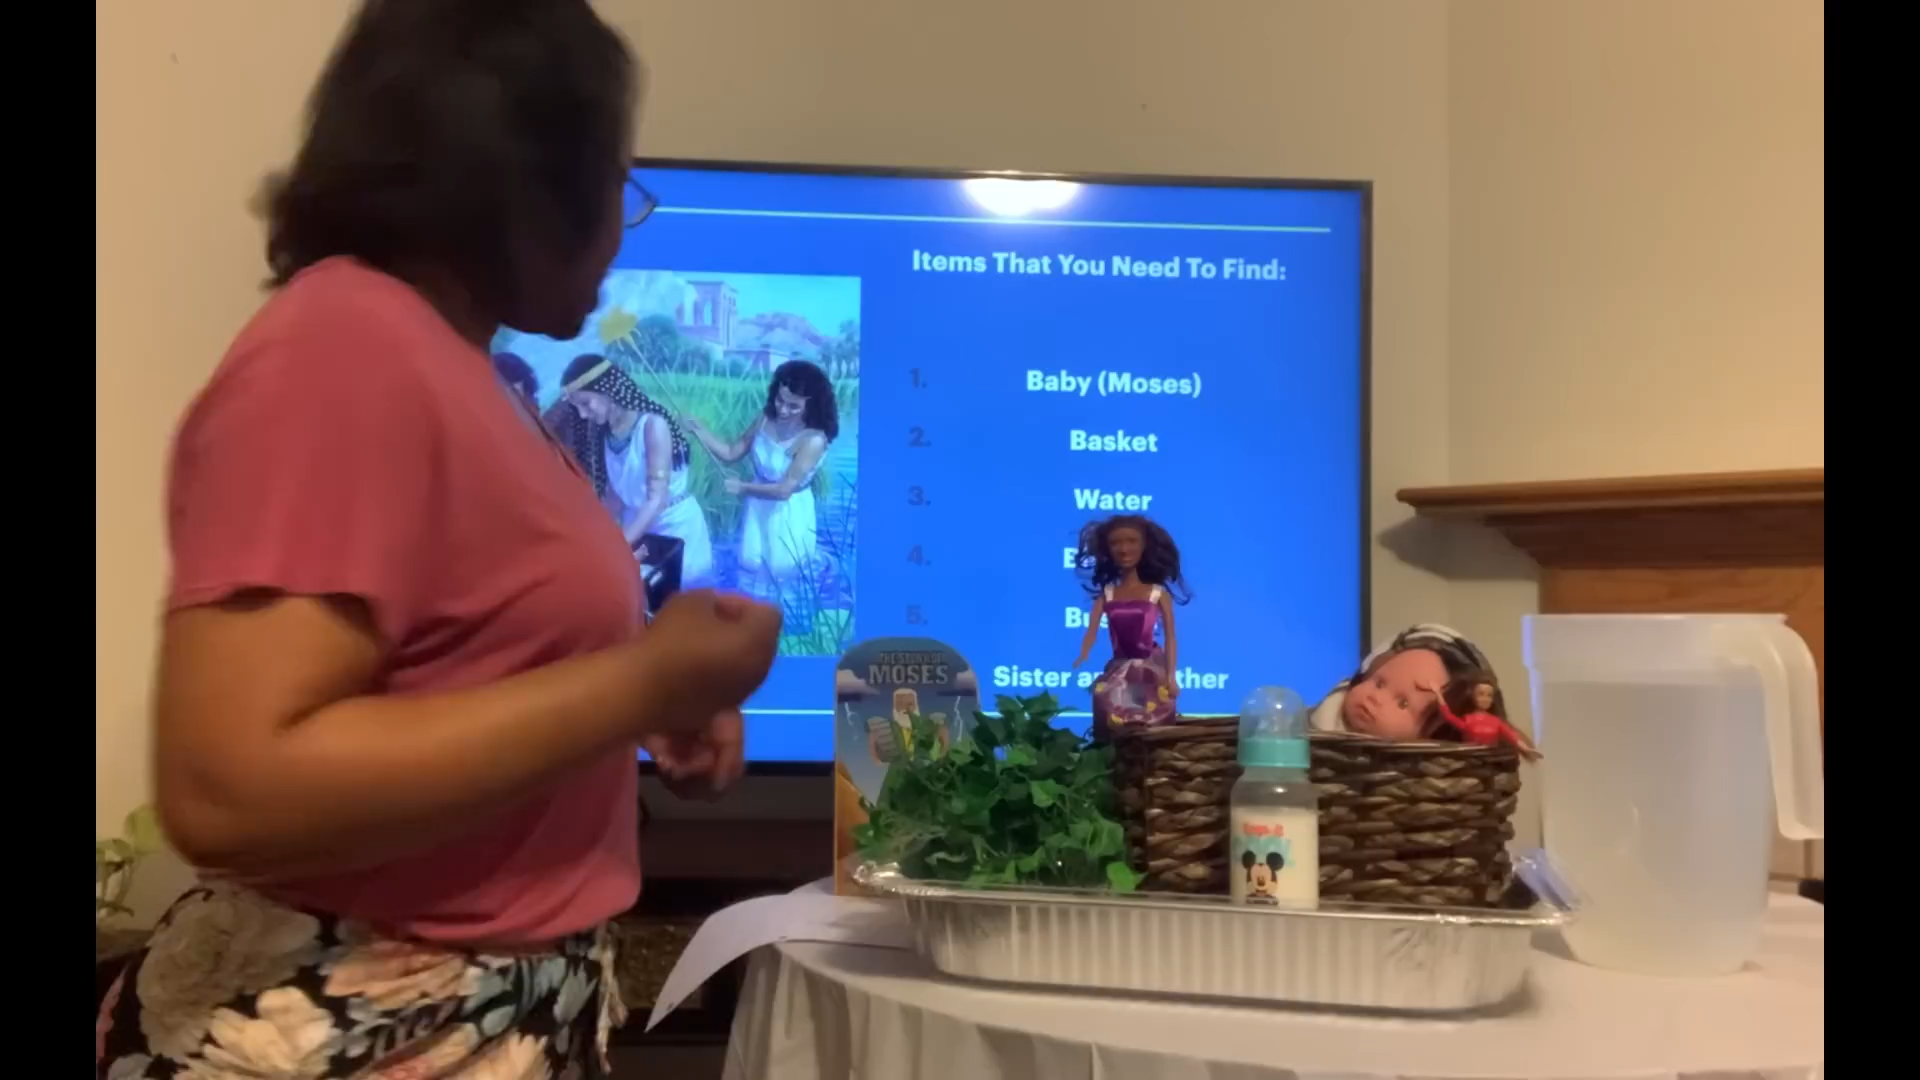 Items That You Need To Find:
1. Baby (Moses)
2. Basket
3. Water
4.
5.
Sister
THE STORY OF
MOSES